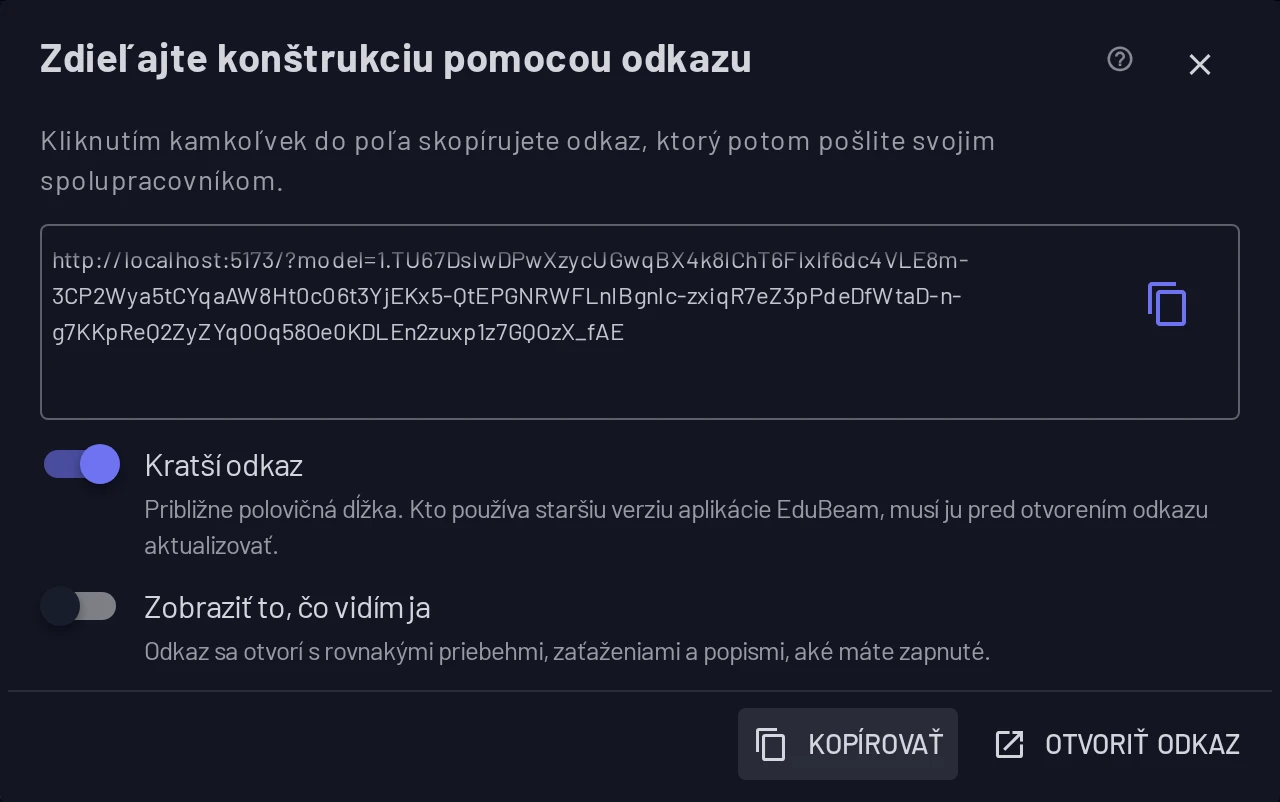 Zdieľajte konštrukciu pomocou odkazu
Kliknutím kamkoľvek do poľa skopírujete odkaz, ktorý potom pošlite svojim
spolupracovníkom.
http://localhost:5173/?model=1.TU67DsIwDPwXzycUGwqBX4k8lChT6FIxIf6dc4VLE8m-
3CP2Wya5tCYqaAW8Ht0c06t3YjEKx5-QtEPGNRWFLnIBgnIc-zxiqR7eZ3pPdeDfWtaD-n-
g7KKpReQ2ZyZYq0Oq58Oe0KDLEn2zuxp1z7GQOzX_fAE
Kratší odkaz
Približne polovičná dĺžka. Kto používa staršiu verziu aplikácie EduBeam, musí ju pred otvorením odkazu
aktualizovať.
Zobraziť to, čo vidím ja
Odkaz sa otvorí s rovnakými priebehmi, zaťaženiami a popismi, aké máte zapnuté.
KOPÍROVAŤ OTVORIŤ ODKAZ